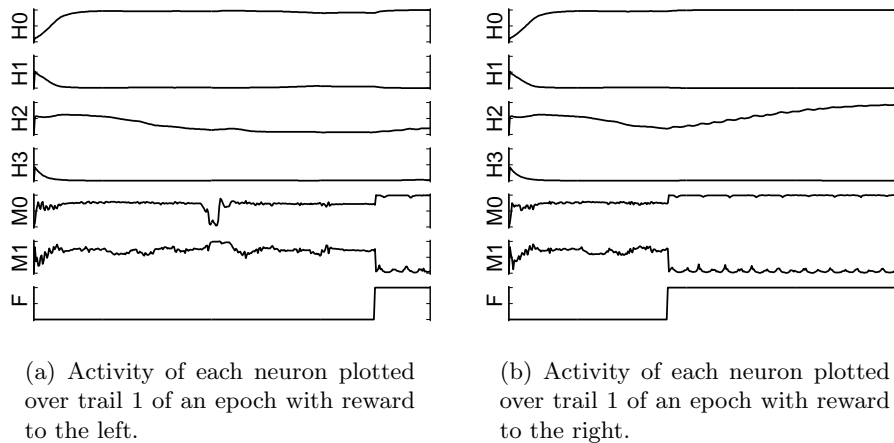 H0
H1
H2
H3
M0
M1
F
H0
H1
H2
H3
M0
M1
F
(a) Activity of each neuron plotted
over trail 1 of an epoch with reward
to the left.
(b) Activity of each neuron plotted
over trail 1 of an epoch with reward
to the right.